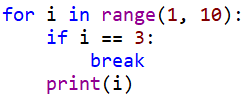 for i in range(1, 10):
    if i == 3:
        break
    print(i)